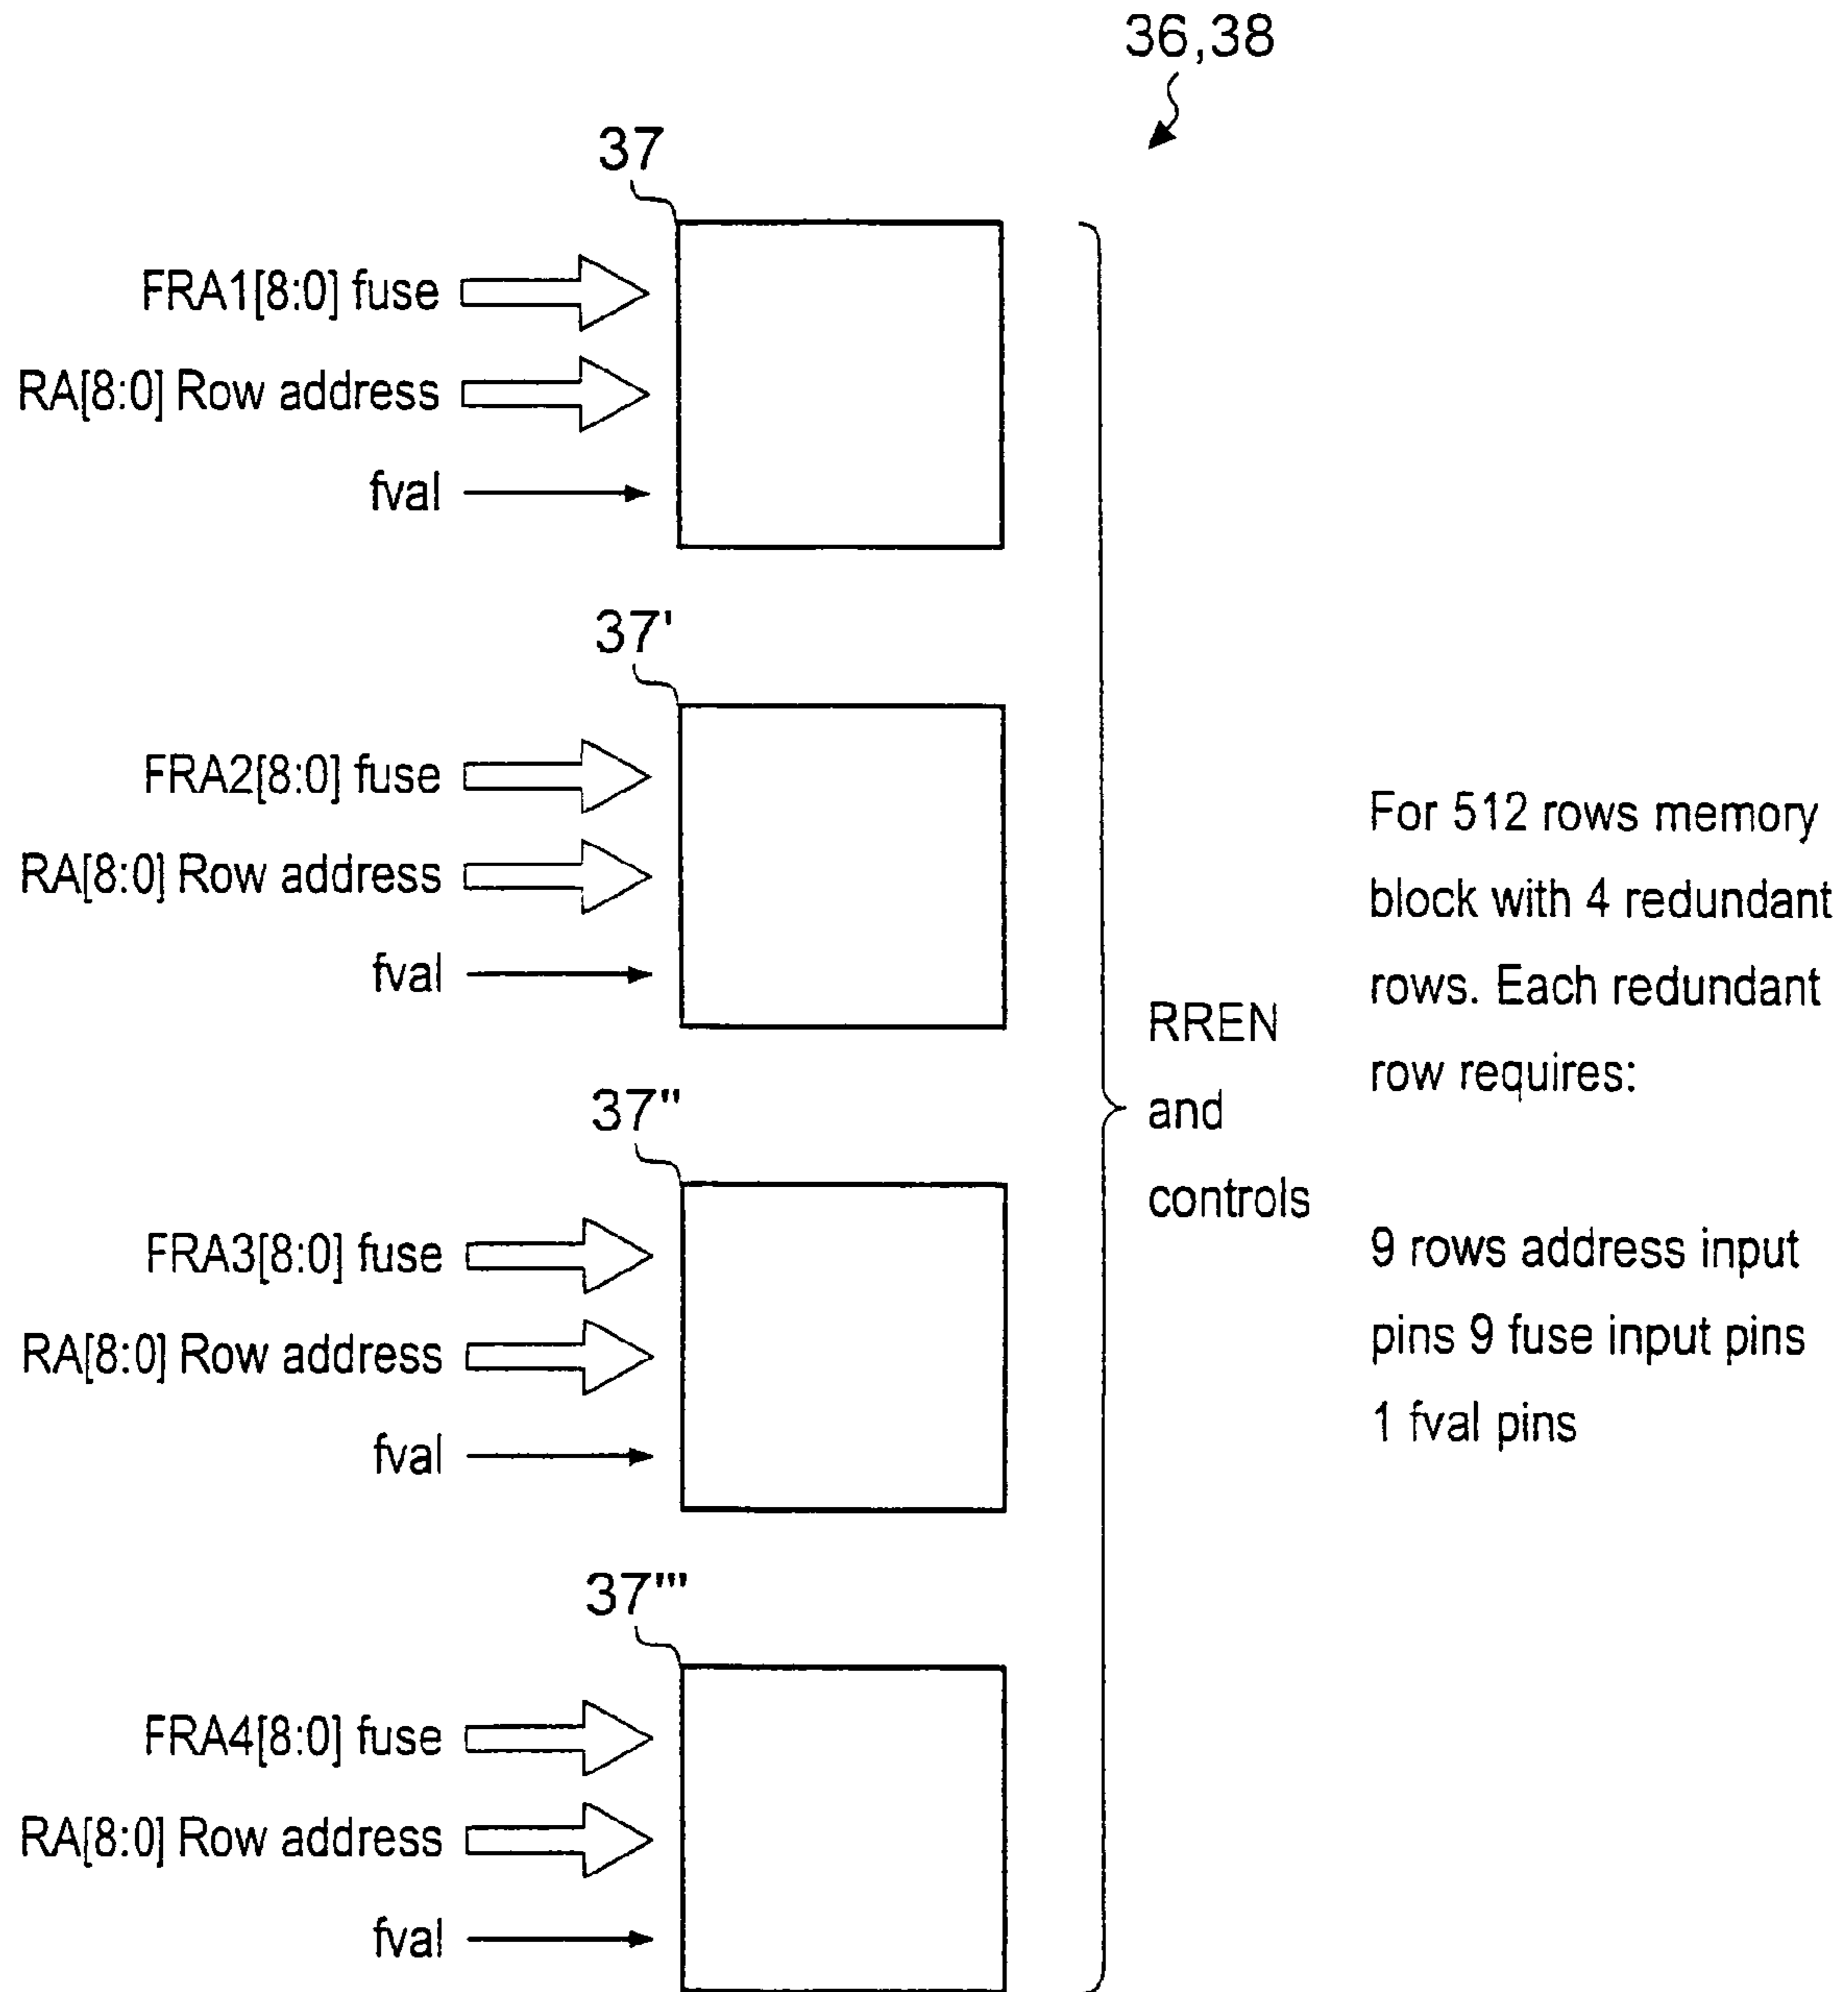 36,38
37
FRA1[8:0] fuse
RA[8:0] Row address
fval
37'
FRA2[8:0] fuse
RA[8:0] Row address
fval
37"
FRA3[8:0] fuse
RA[8:0] Row address
fval
37'"
FRA4[8:0] fuse
RA[8:0] Row address
fval
RREN
and
controls
For 512 rows memory
block with 4 redundant
rows. Each redundant
row requires:
9 rows address input
pins 9 fuse input pins
1 fval pins